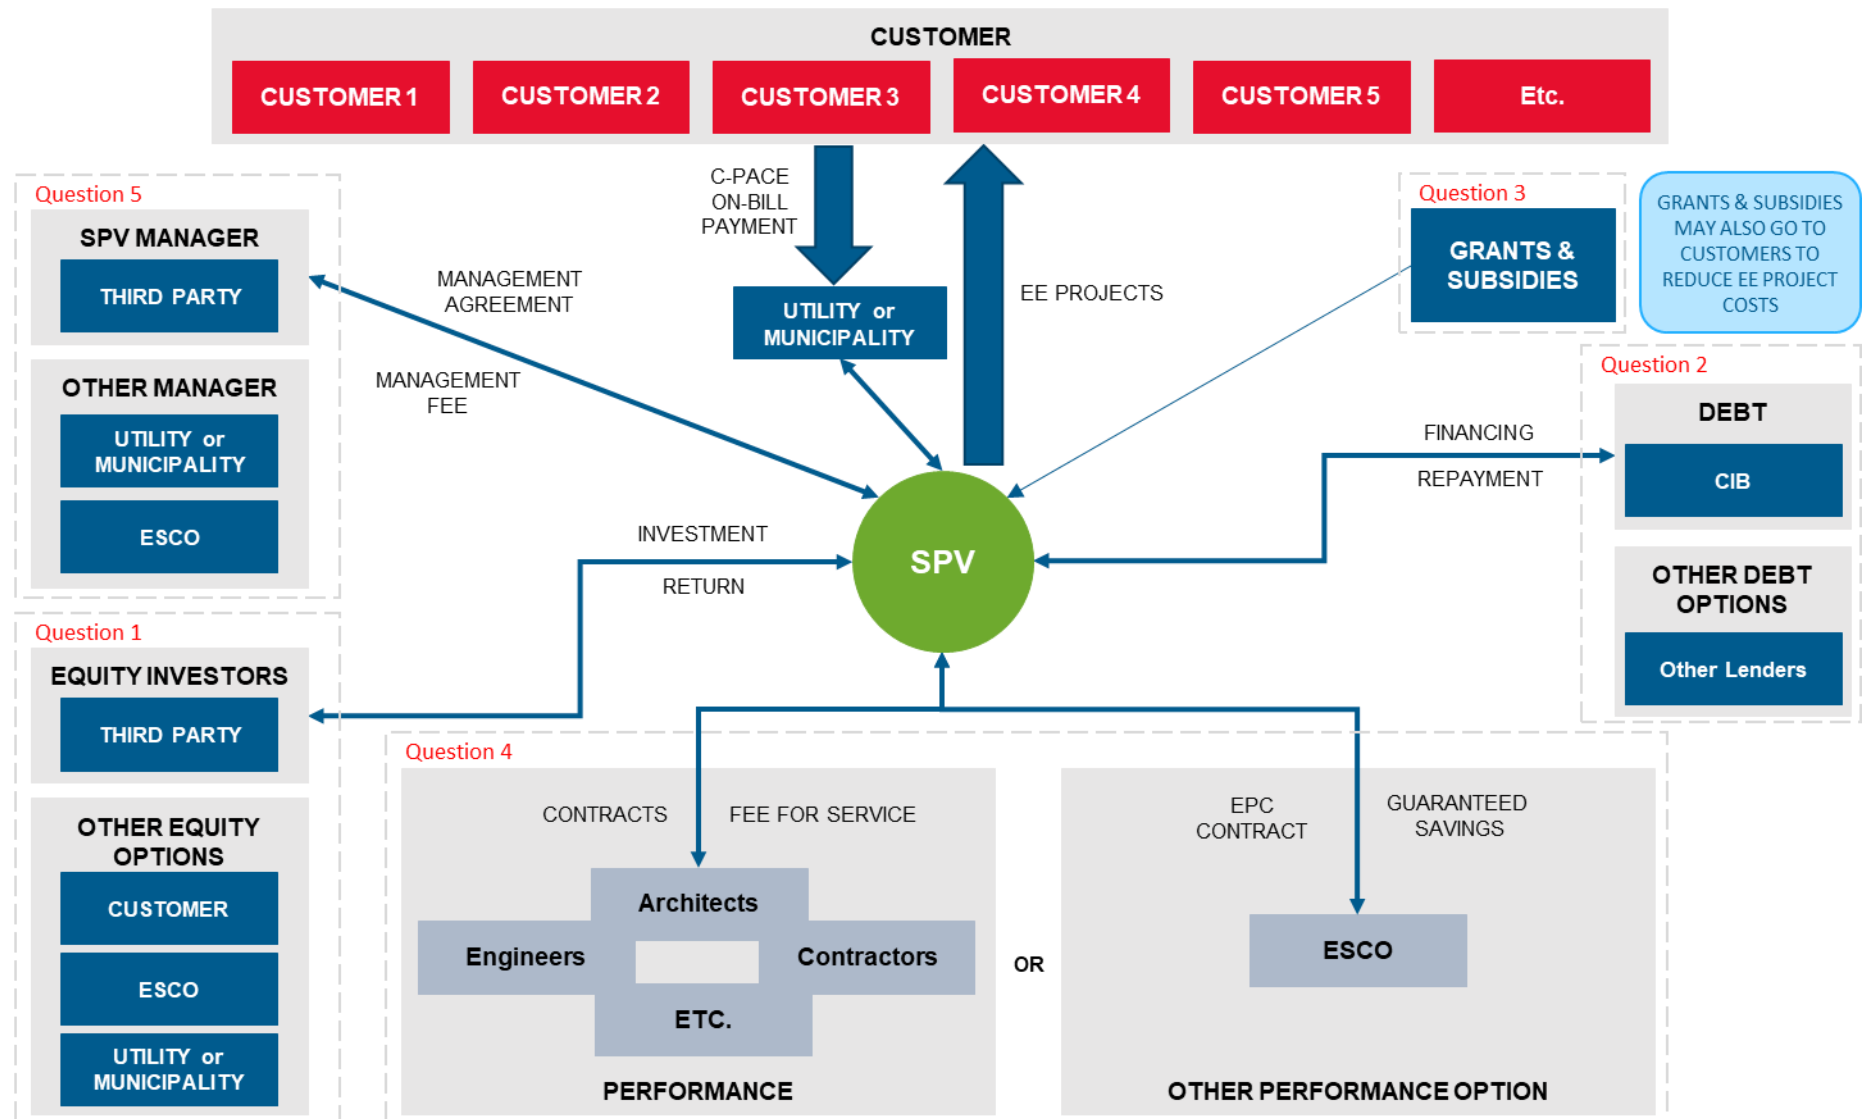 CUSTOMER
CUSTOMER 1
CUSTOMER 2
CUSTOMER 3
CUSTOMER 4
CUSTOMER 5
Etc.
C-PACE
ON-BILL
PAYMENT
UTILITY or
MUNICIPALITY
EE PROJECTS
Question 5
SPV MANAGER
THIRD PARTY
OTHER MANAGER
UTILITY or
MUNICIPALITY
ESCO
MANAGEMENT
AGREEMENT
MANAGEMENT
FEE
Question 3
GRANTS &
SUBSIDIES
GRANTS & SUBSIDIES
MAY ALSO GO TO
CUSTOMERS TO
REDUCE EE PROJECT
COSTS
Question 2
DEBT
CIB
OTHER DEBT
OPTIONS
Other Lenders
FINANCING
REPAYMENT
SPV
INVESTMENT
RETURN
Question 1
EQUITY INVESTORS
THIRD PARTY
OTHER EQUITY
OPTIONS
CUSTOMER
ESCO
UTILITY or
MUNICIPALITY
Question 4
CONTRACTS
FEE FOR SERVICE
Architects
Engineers
Contractors
ETC.
PERFORMANCE
OR
EPC
CONTRACT
GUARANTEED
SAVINGS
ESCO
OTHER PERFORMANCE OPTION